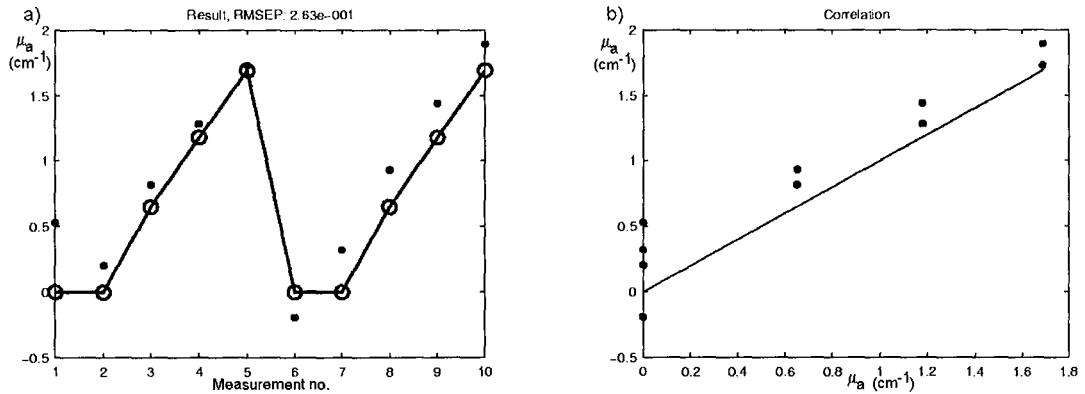 a)
Result, RMSEP: 2.63e-001
μa
(cm-1)
2
1.5
1
0.5
0
-0.5
1 2 3 4 5 6 7 8 9 10
Measurement no.
b)
Correlation
μa
(cm-1)
2
1.5
1
0.5
0
-0.5
0 0.2 0.4 0.6 0.8 1 1.2 1.4 1.6 1.8
μa (cm-1)